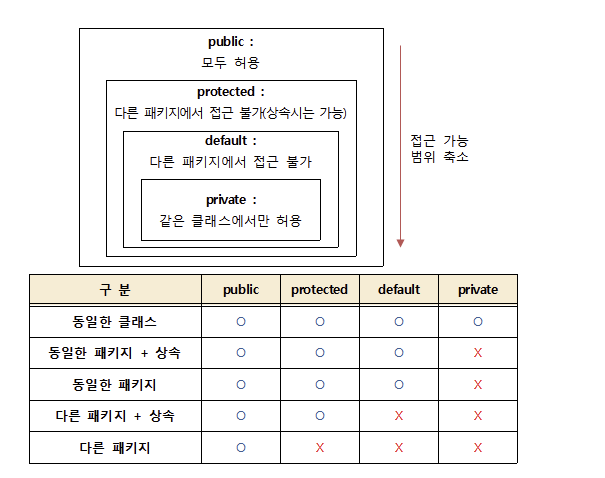 public :
모두 허용
protected :
다른 패키지에서 접근 불가(상속시는 가능)
default :
다른 패키지에서 접근 불가
private :
같은 클래스에서만 허용
접근 가능
범위 축소
구 분 public protected default private
동일한 클래스 O O O O
동일한 패키지 + 상속 O O O X
동일한 패키지 O O O X
다른 패키지 + 상속 O O X X
다른 패키지 O X X X